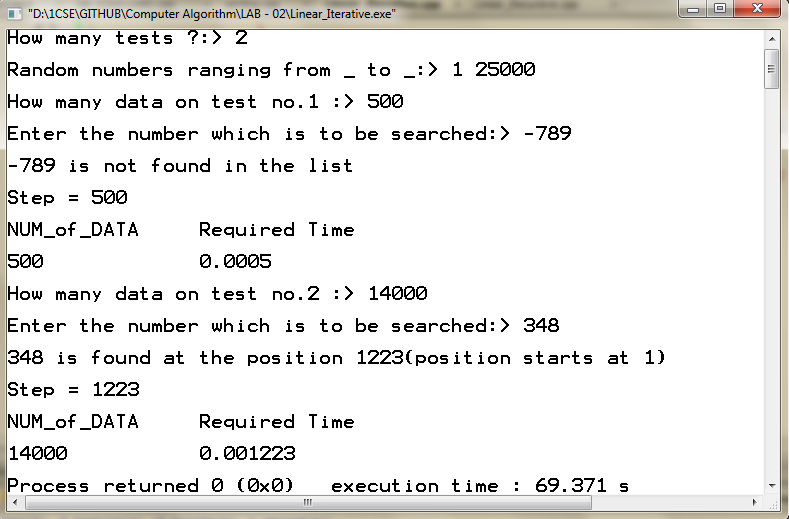 "D:\1CSE\GITHUB\Computer Algorithm\LAB - 02\Linear_Iterative.exe"
How many tests ?:> 2
Random numbers ranging from _ to _:> 1 25000
How many data on test no.1 :> 500
Enter the number which is to be searched:> -789
-789 is not found in the list
Step = 500
NUM_of_DATA     Required Time
500             0.0005
How many data on test no.2 :> 14000
Enter the number which is to be searched:> 348
348 is found at the position 1223(position starts at 1)
Step = 1223
NUM_of_DATA     Required Time
14000           0.001223
Process returned 0 (0x0)   execution time : 69.371 s